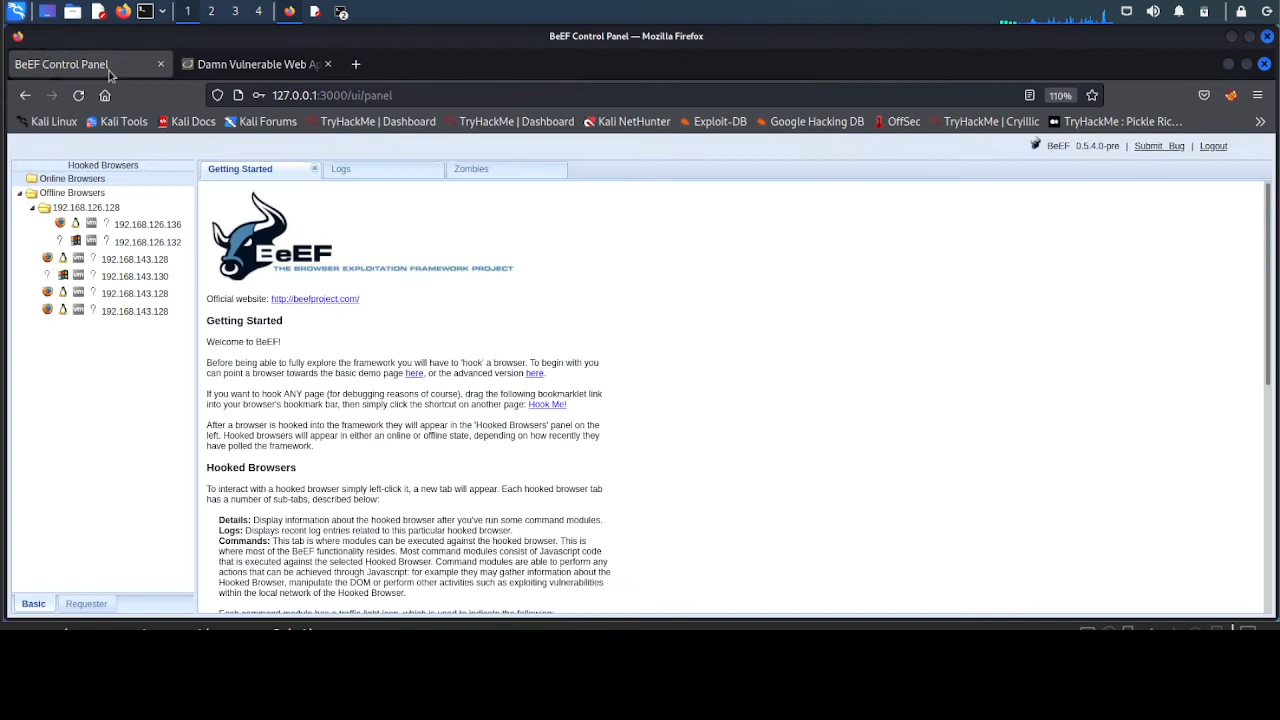 1 2 3 4
2
BeEF Control Panel — Mozilla Firefox
BeEF Control Panel
Damn Vulnerable Web Ap
127.0.0.1:3000/ui/panel
110%
Kali Linux Kali Tools Kali Docs Kali Forums TryHackMe | Dashboard TryHackMe | Dashboard Kali NetHunter Exploit-DB Google Hacking DB OffSec TryHackMe | Cryillic TryHackMe : Pickle Ric...
BeEF 0.5.4.0-pre | Submit Bug | Logout
Hooked Browsers
Online Browsers
Offline Browsers
192.168.126.128
? 192.168.126.136
? ? 192.168.126.132
? 192.168.143.128
? ? 192.168.143.130
? 192.168.143.128
? 192.168.143.128
Basic Requester
Getting Started Logs Zombies
BeEF
THE BROWSER EXPLOITATION FRAMEWORK PROJECT
Official website: http://beefproject.com/
Getting Started
Welcome to BeEF!
Before being able to fully explore the framework you will have to 'hook' a browser. To begin with you
can point a browser towards the basic demo page here, or the advanced version here.
If you want to hook ANY page (for debugging reasons of course), drag the following bookmarklet link
into your browser's bookmark bar, then simply click the shortcut on another page: Hook Me!
After a browser is hooked into the framework they will appear in the 'Hooked Browsers' panel on the
left. Hooked browsers will appear in either an online or offline state, depending on how recently they
have polled the framework.
Hooked Browsers
To interact with a hooked browser simply left-click it, a new tab will appear. Each hooked browser tab
has a number of sub-tabs, described below:
Details: Display information about the hooked browser after you've run some command modules.
Logs: Displays recent log entries related to this particular hooked browser.
Commands: This tab is where modules can be executed against the hooked browser. This is
where most of the BeEF functionality resides. Most command modules consist of Javascript code
that is executed against the selected Hooked Browser. Command modules are able to perform any
actions that can be achieved through Javascript: for example they may gather information about the
Hooked Browser, manipulate the DOM or perform other activities such as exploiting vulnerabilities
within the local network of the Hooked Browser.
Each command module has a traffic light icon, which is used to indicate the following: